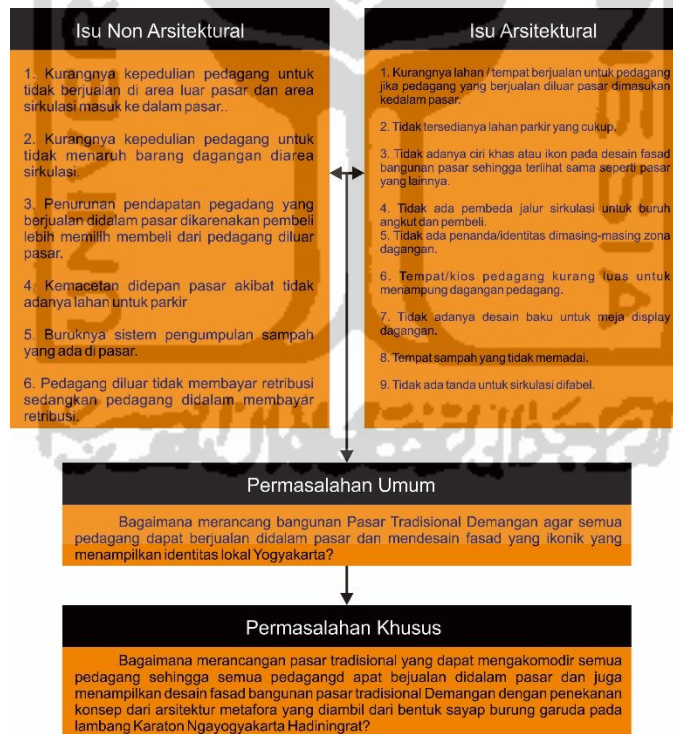 Isu Non Arsitektural
1. Kurangnya kepedulian pedagang untuk
tidak berjualan di area luar pasar dan area
sirkulasi masuk ke dalam pasar..
2. Kurangnya kepedulian pedagang untuk
tidak menaruh barang dagangan diarea
sirkulasi.
3. Penurunan pendapatan pegadang yang
berjualan didalam pasar dikarenakan pembeli
lebih memilih membeli dari pedagang diluar
pasar.
4. Kemacetan didepan pasar akibat tidak
adanya lahan untuk parkir
5. Buruknya sistem pengumpulan sampah
yang ada di pasar.
6. Pedagang diluar tidak membayar retribusi
sedangkan pedagang didalam membayar
retribusi.
Isu Arsitektural
1. Kurangnya lahan / tempat berjualan untuk pedagang
jika pedagang yang berjualan diluar pasar dimasukan
kedalam pasar.
2. Tidak tersedianya lahan parkir yang cukup.
3. Tidak adanya ciri khas atau ikon pada desain fasad
bangunan pasar sehingga terlihat sama seperti pasar
yang lainnya.
4. Tidak ada pembeda jalur sirkulasi untuk buruh
angkut dan pembeli.
5. Tidak ada penanda/identitas dimasing-masing zona
dagangan.
6. Tempat/kios pedagang kurang luas untuk
menampung dagangan pedagang.
7. Tidak adanya desain baku untuk meja display
dagangan.
8. Tempat sampah yang tidak memadai.
9. Tidak ada tanda untuk sirkulasi difabel.
Permasalahan Umum
Bagaimana merancang bangunan Pasar Tradisional Demangan agar semua
pedagang dapat berjualan didalam pasar dan mendesain fasad yang ikonik yang
menampilkan identitas lokal Yogyakarta?
Permasalahan Khusus
Bagaimana merancangan pasar tradisional yang dapat mengakomodir semua
pedagang sehingga semua pedagangd apat bejualan didalam pasar dan juga
menampilkan desain fasad bangunan pasar tradisional Demangan dengan penekanan
konsep dari arsitektur metafora yang diambil dari bentuk sayap burung garuda pada
lambang Karaton Ngayogyakarta Hadiningrat?